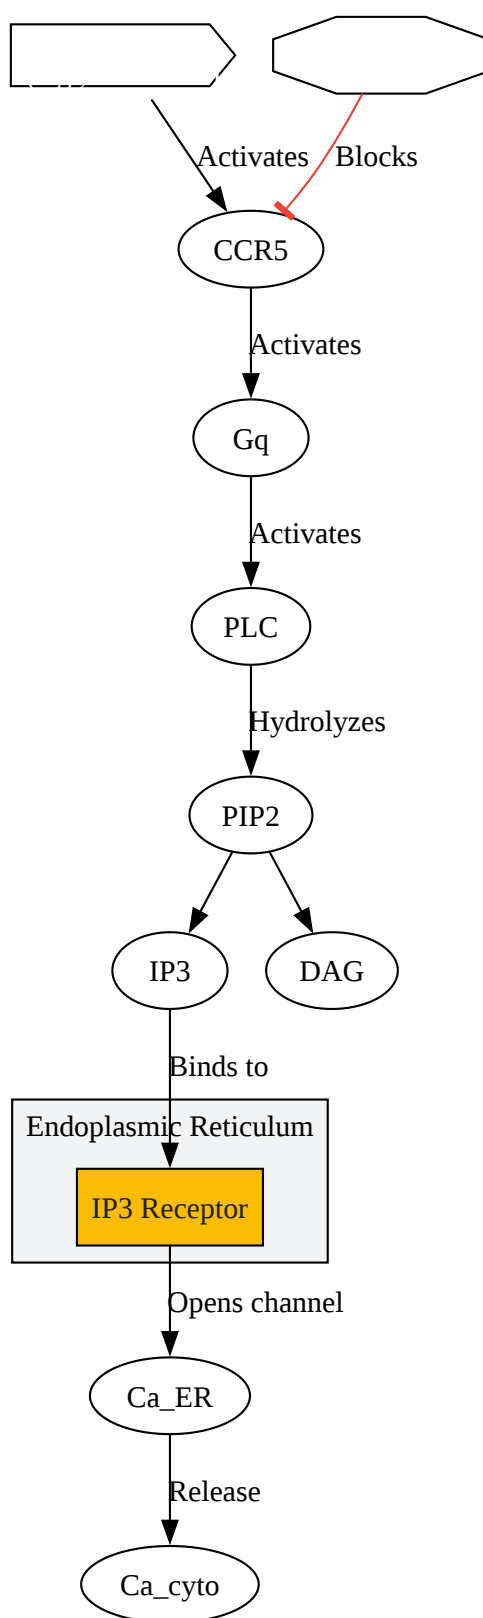 Activates
Blocks
CCR5
Activates
Gq
Activates
PLC
Hydrolyzes
PIP2
IP3
DAG
Binds to
Endoplasmic Reticulum
IP3 Receptor
Opens channel
Ca_ER
Release
Ca_cyto